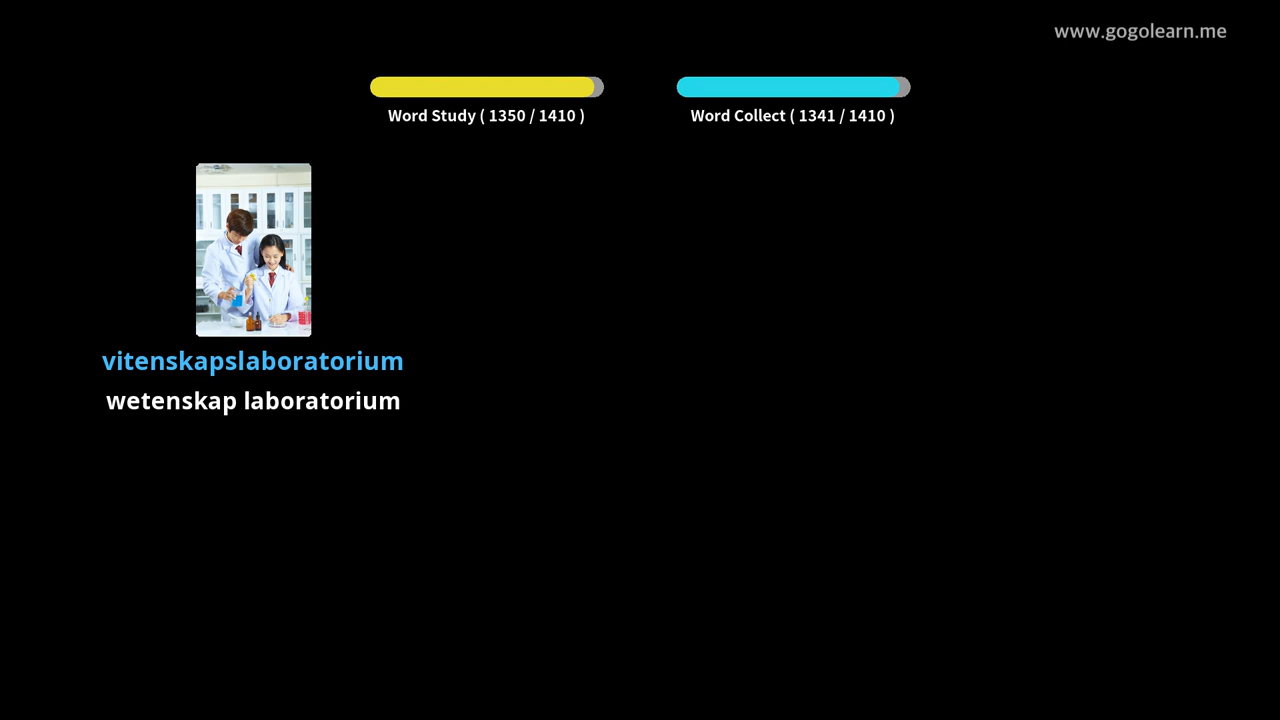 www.gogolearn.me
Word Study ( 1350 / 1410 )
Word Collect ( 1341 / 1410 )
vitenskapslaboratorium
wetenskap laboratorium